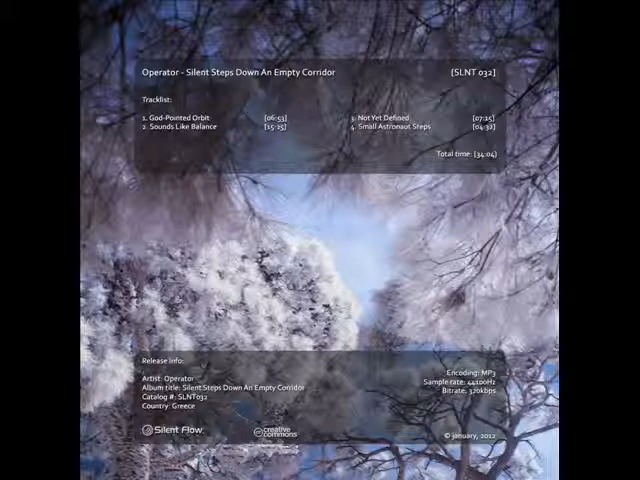 Operator - Silent Steps Down An Empty Corridor [SLNT 032]
Tracklist:
1. God-Pointed Orbit [06:53] 3. Not Yet Defined [07:25]
2. Sounds Like Balance [15:15] 4. Small Astronaut Steps [04:32]
Total time: [34:04]
Release info:
Artist: Operator
Album title: Silent Steps Down An Empty Corridor
Catalog #: SLNT032
Country: Greece
Encoding: MP3
Sample rate: 44100Hz
Bitrate: 320kbps
Silent Flow
creative commons
© january, 2012